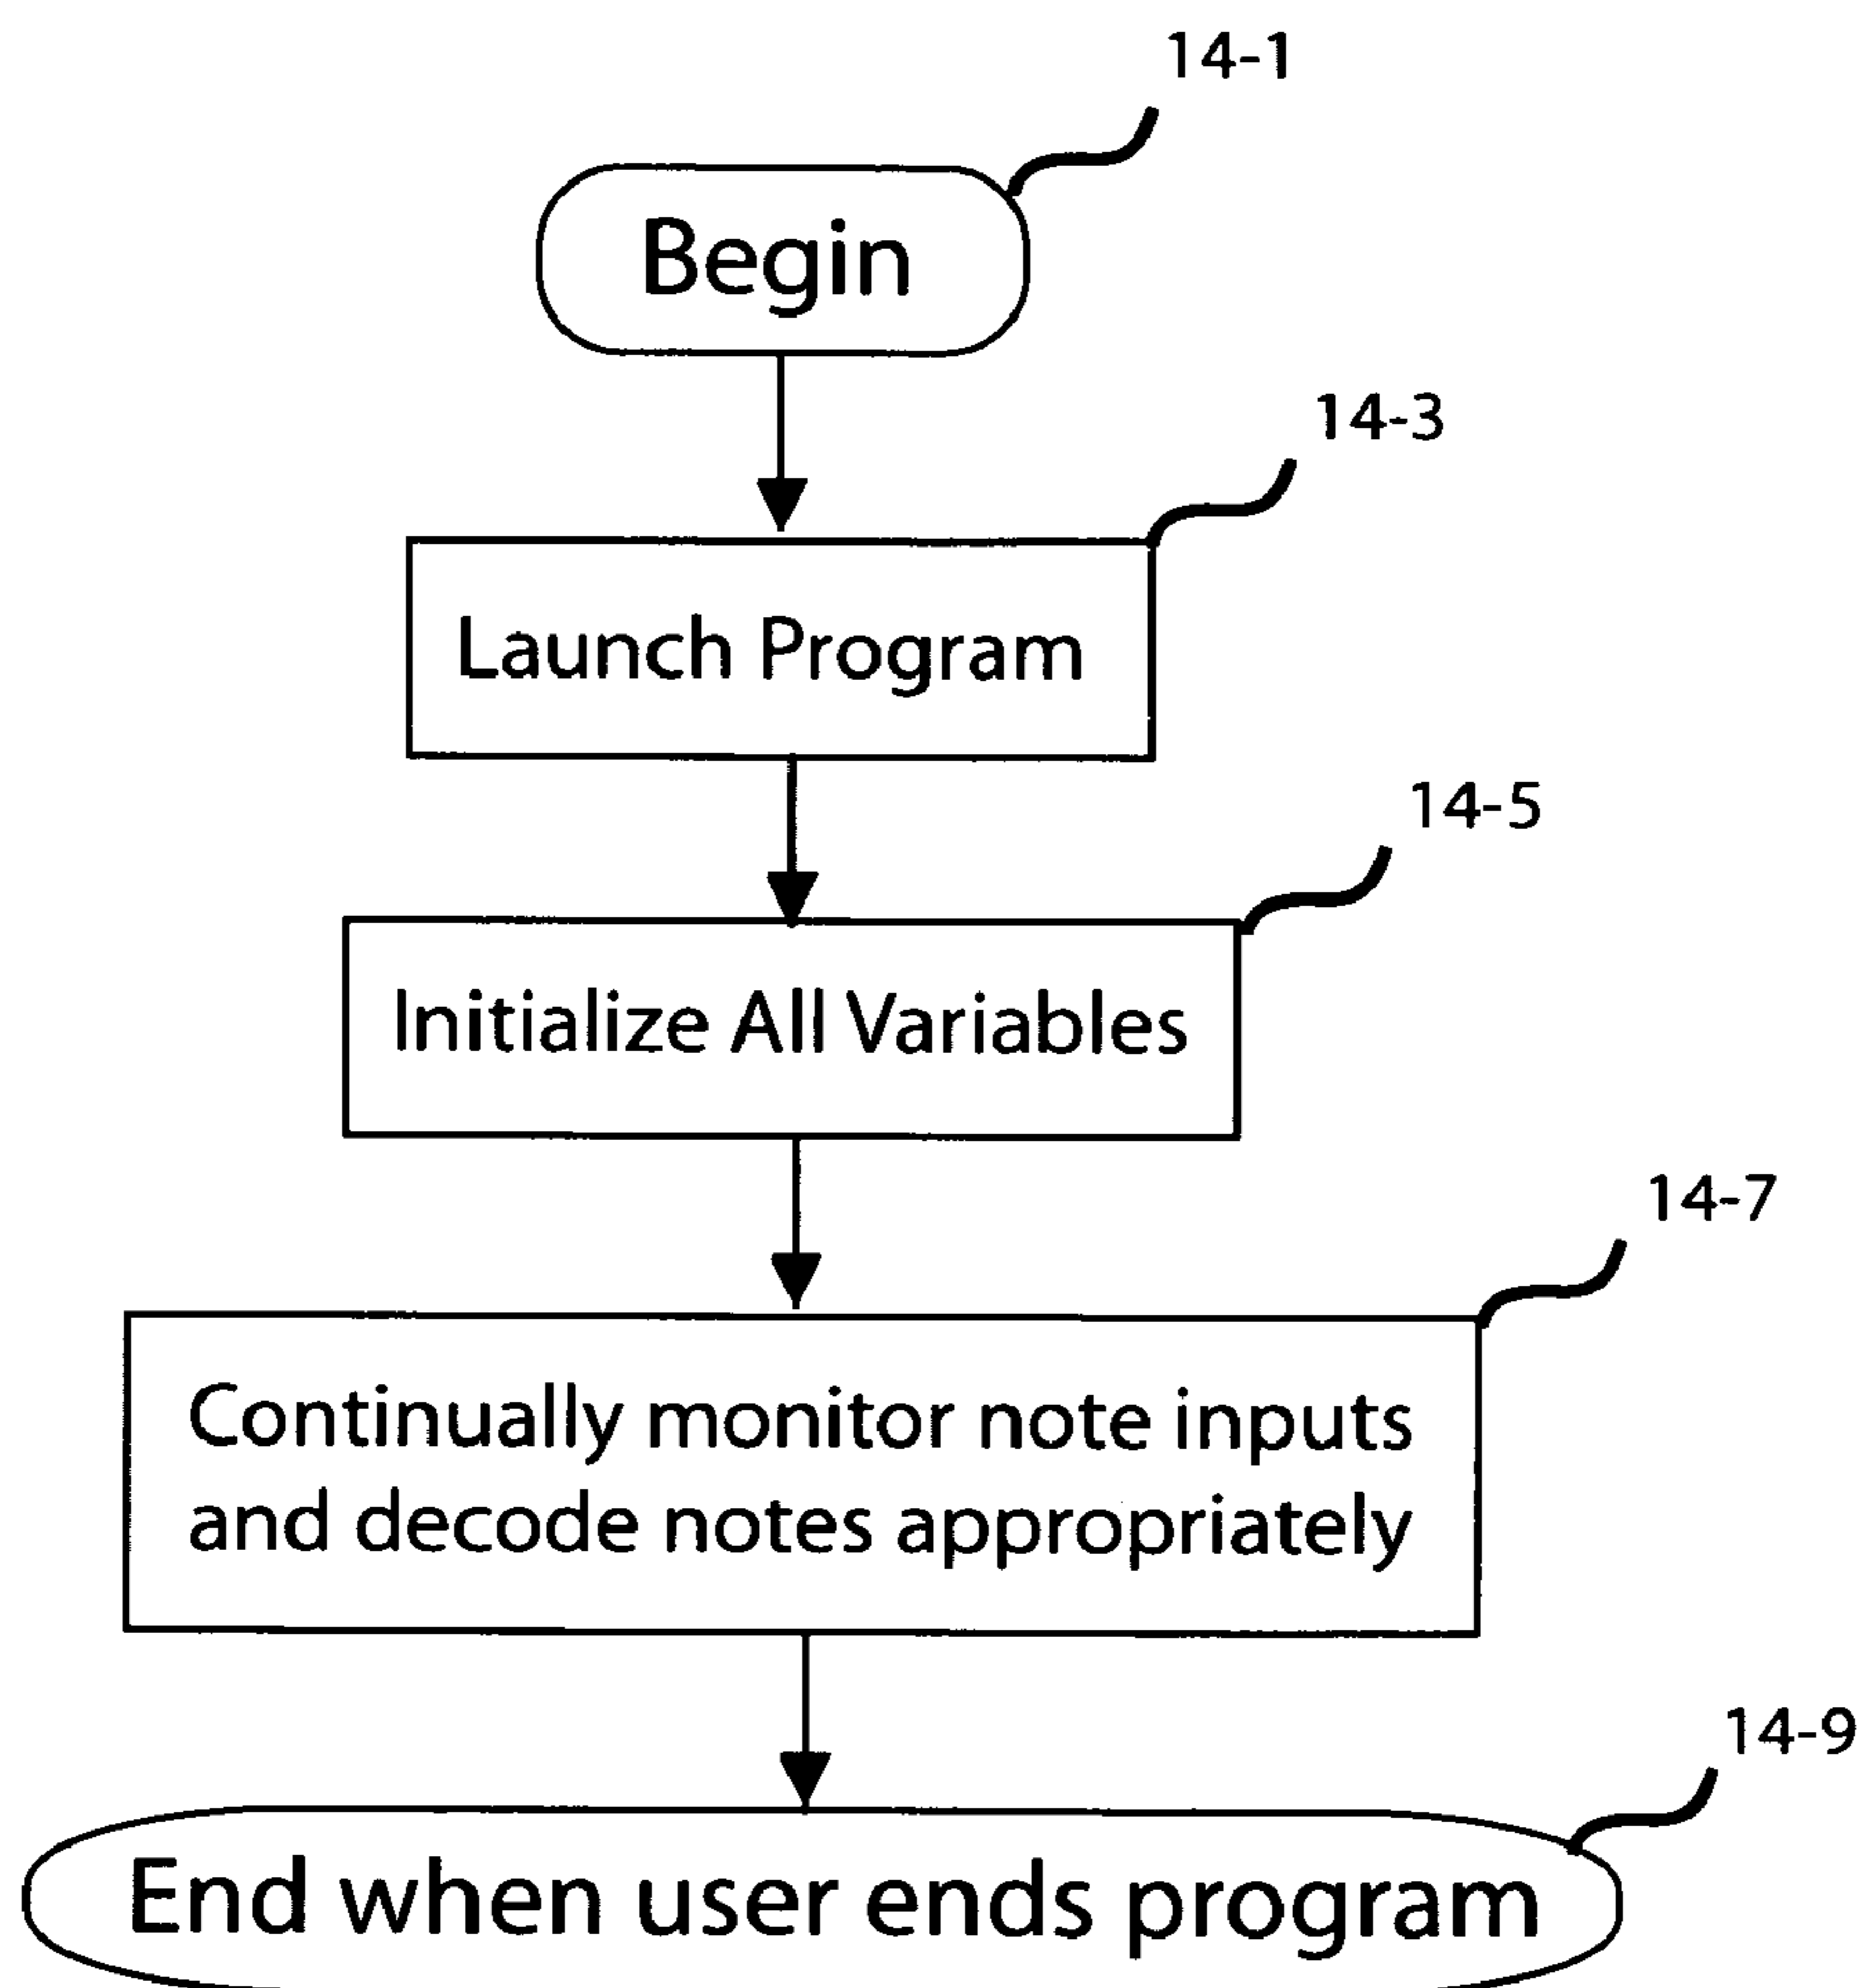 14-1
Begin
14-3
Launch Program
14-5
Initialize All Variables
14-7
Continually monitor note inputs
and decode notes appropriately
14-9
End when user ends program